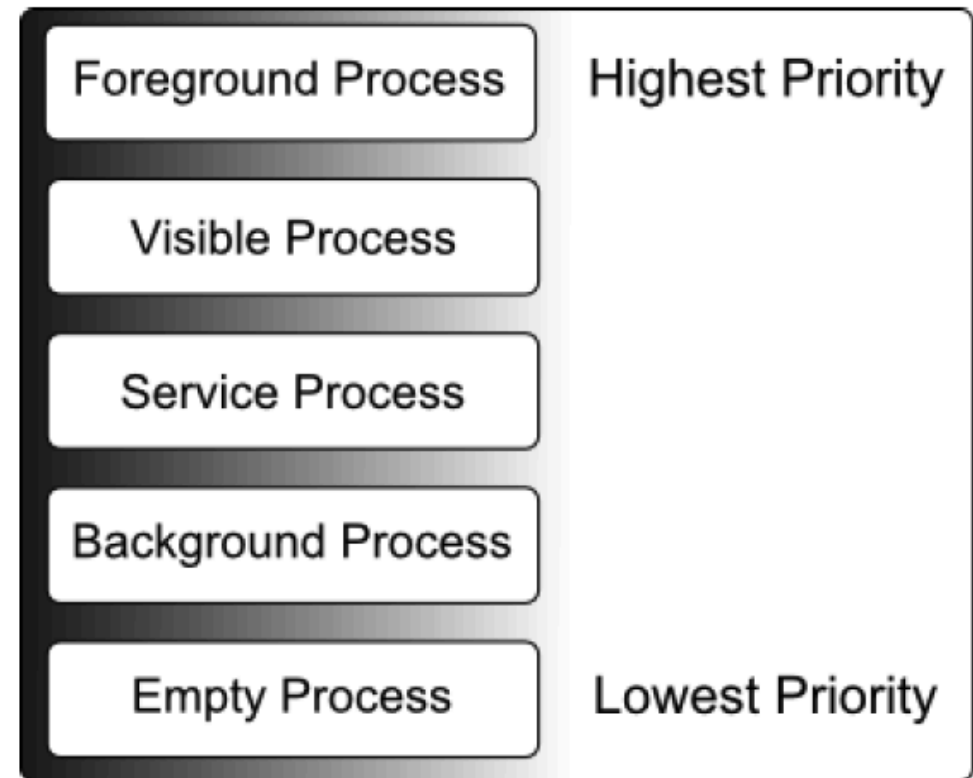 Foreground Process Highest Priority
Visible Process
Service Process
Background Process
Empty Process Lowest Priority